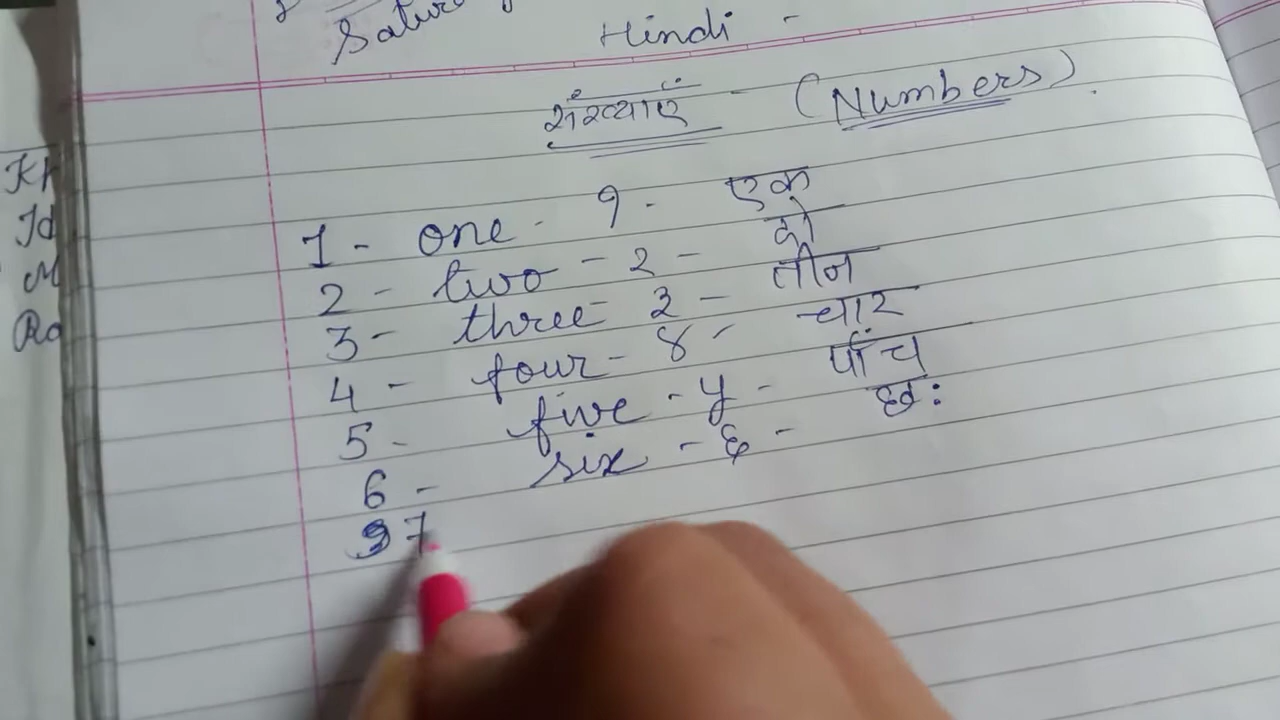 Hindi -
संख्याएँ - (Numbers)
1 - one - १ - एक
2 - two - २ - दो
3 - three - ३ - तीन
4 - four - ४ - चार
5 - five - ५ - पाँच
6 - six - ६ - छः
7